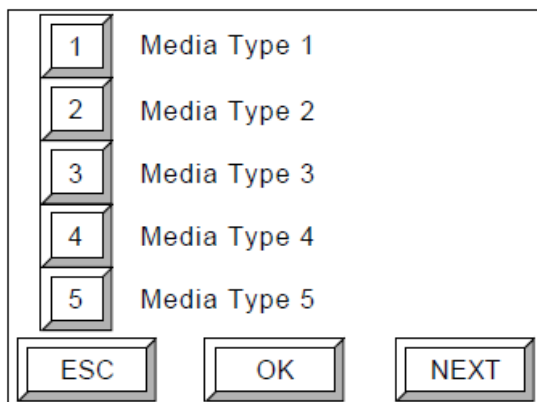 1 Media Type 1
2 Media Type 2
3 Media Type 3
4 Media Type 4
5 Media Type 5
ESC OK NEXT